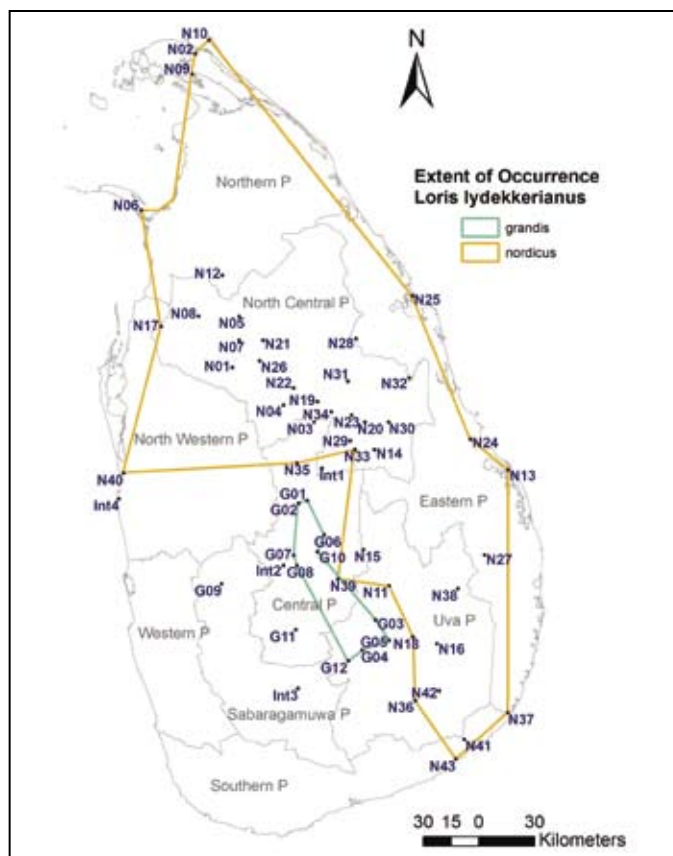 N10
N
N02
N09
Extent of Occurrence
Loris lydekkerianus
grandis
nordicus
Northern P
N06
N12
N25
North Central P
N08
N05
N17
N28
N07
N21
N01
N26
N31
N32
N22
N19
N04
N34
N23
N03
N20
N30
North Western P
N29
N24
N33
N14
N35
N13
N40
Int1
Int4
G01
G02
Eastern P
G06
G07
G10
N15
N27
Int2
G08
N39
G09
N11
N38
Central P
Western P
G03
Uva P
G11
G05
N18
N16
G04
G12
Int3
N42
N36
Sabaragamuwa P
N37
N41
N43
Southern P
30 15 0 30
Kilometers